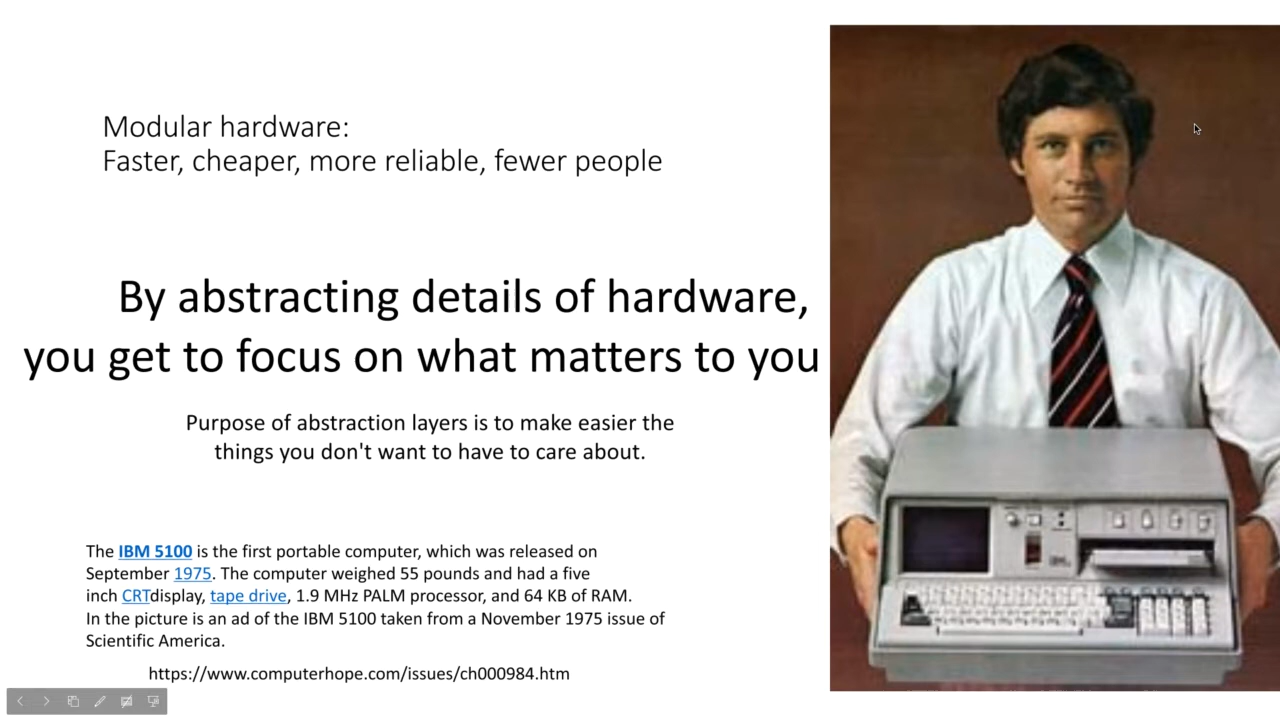 Modular hardware:
Faster, cheaper, more reliable, fewer people
By abstracting details of hardware,
you get to focus on what matters to you
Purpose of abstraction layers is to make easier the
things you don't want to have to care about.
The IBM 5100 is the first portable computer, which was released on
September 1975. The computer weighed 55 pounds and had a five
inch CRTdisplay, tape drive, 1.9 MHz PALM processor, and 64 KB of RAM.
In the picture is an ad of the IBM 5100 taken from a November 1975 issue of
Scientific America.
https://www.computerhope.com/issues/ch000984.htm